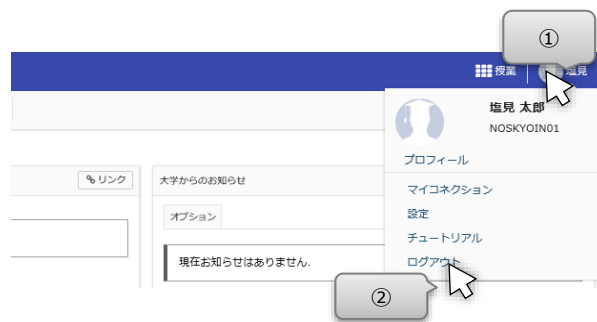 ①
授業
塩見
塩見 太郎
NOSKYOIN01
プロフィール
リンク
大学からのお知らせ
マイコネクション
オプション
設定
チュートリアル
現在お知らせはありません.
ログアウト
②